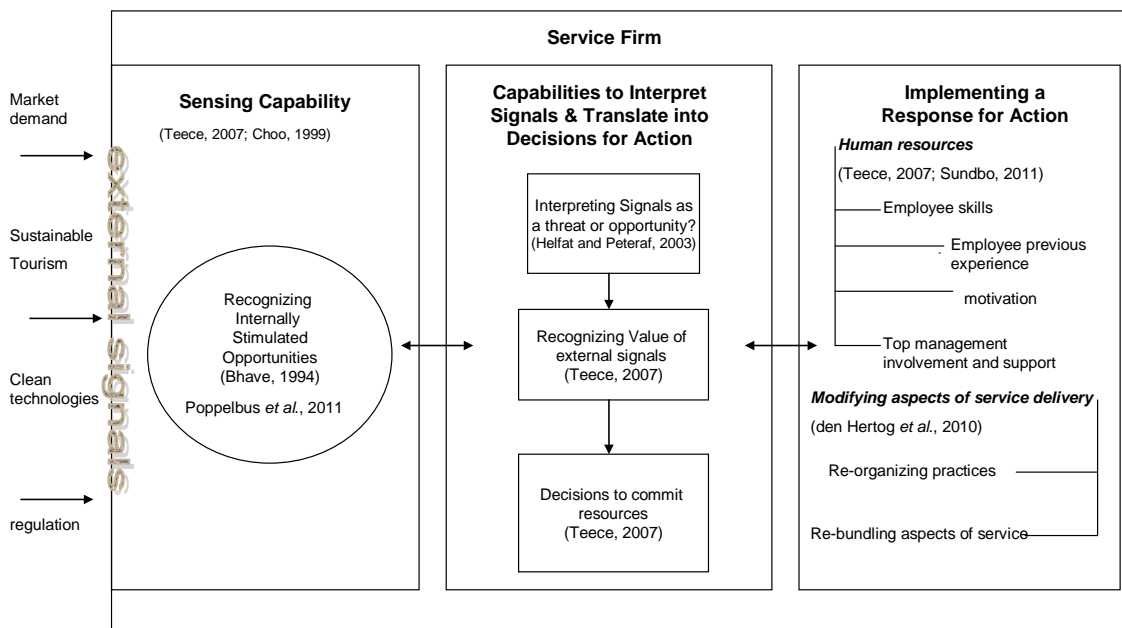 Service Firm
Market
demand
Sustainable
Tourism
Clean
technologies
regulation
external signals
Sensing Capability
(Teece, 2007; Choo, 1999)
Recognizing
Internally
Stimulated
Opportunities
(Bhave, 1994)
Poppelbus et al., 2011
Capabilities to Interpret
Signals & Translate into
Decisions for Action
Interpreting Signals as
a threat or opportunity?
(Helfat and Peteraf, 2003)
Recognizing Value of
external signals
(Teece, 2007)
Decisions to commit
resources
(Teece, 2007)
Implementing a
Response for Action
Human resources
(Teece, 2007; Sundbo, 2011)
Employee skills
Employee previous
experience
motivation
Top management
involvement and support
Modifying aspects of service delivery
(den Hertog et al., 2010)
Re-organizing practices
Re-bundling aspects of service